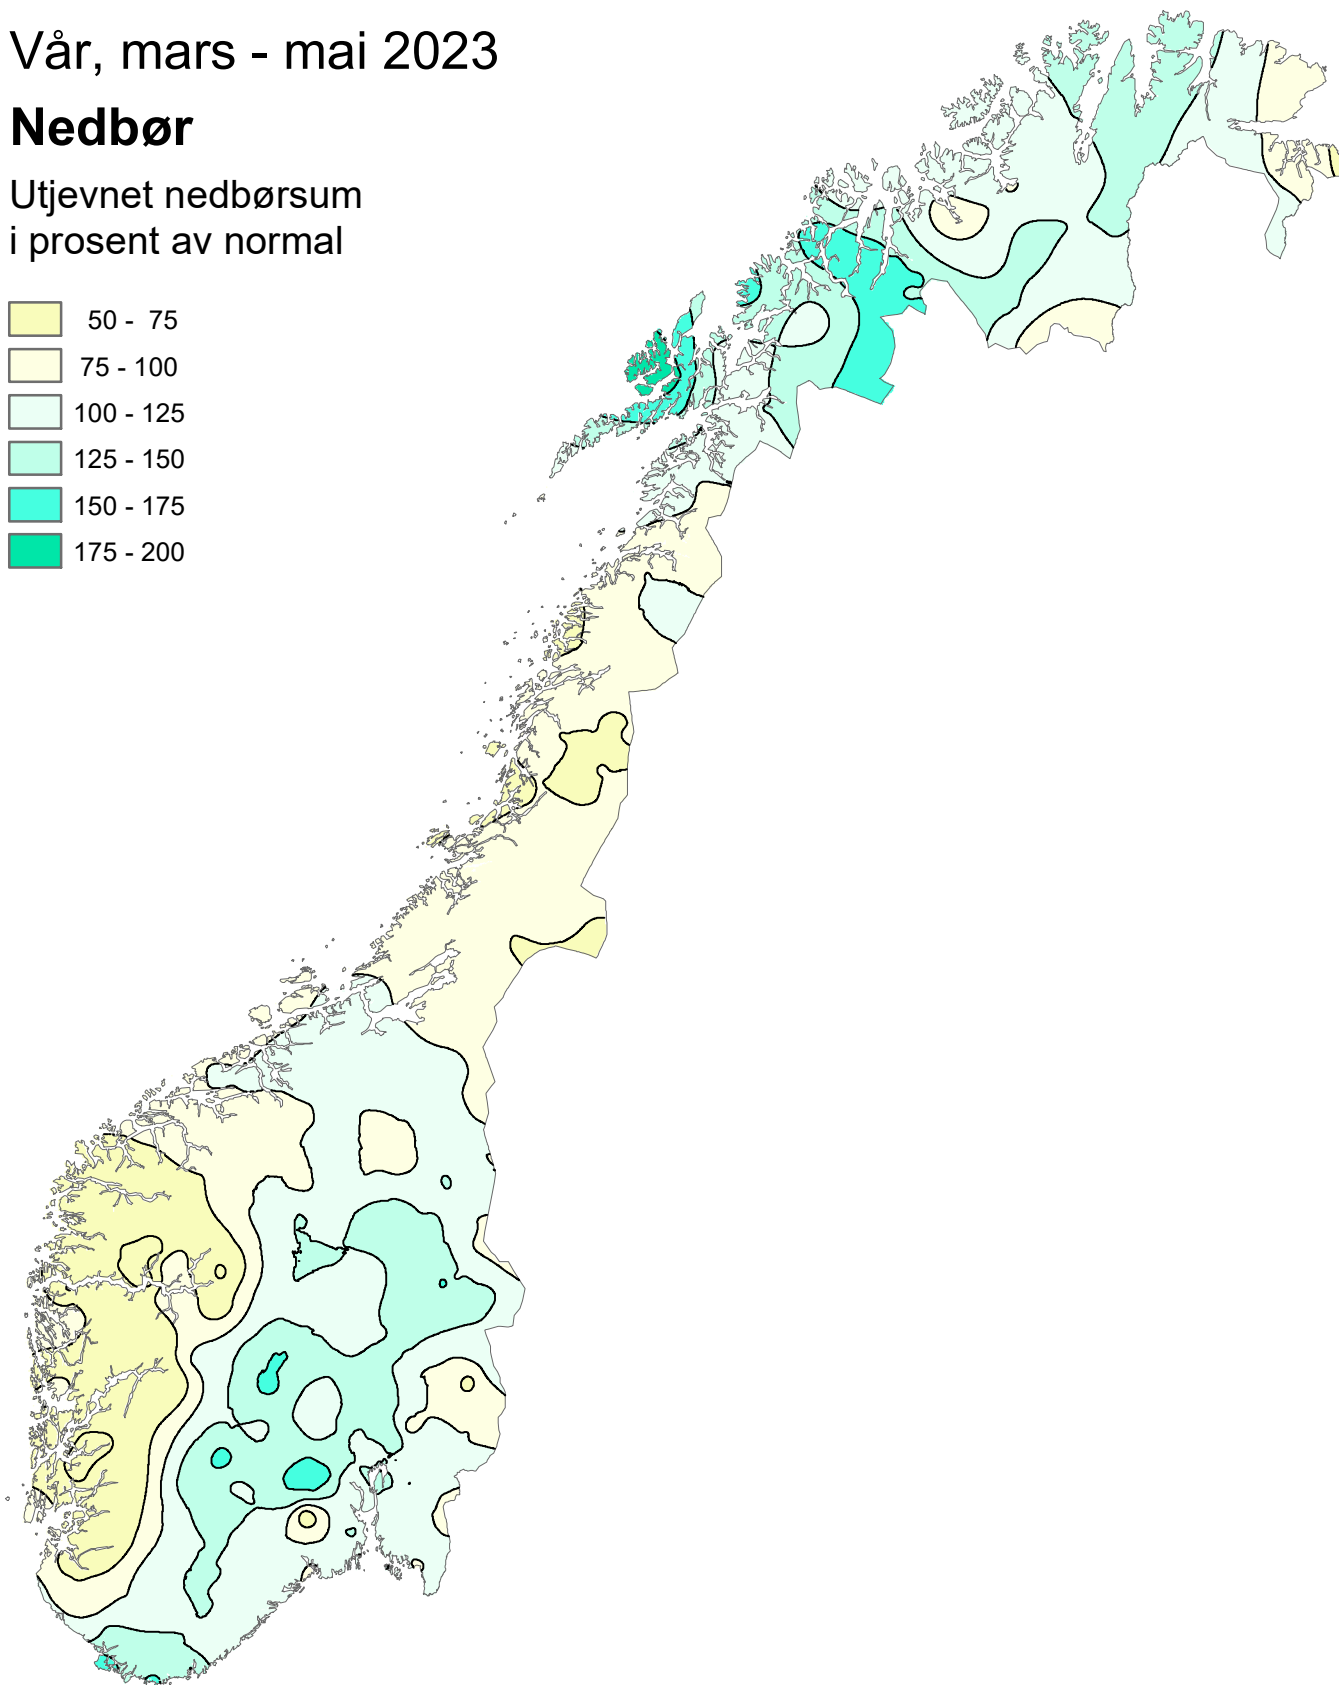 Vår, mars - mai 2023
Nedbør
Utjevnet nedbørsum
i prosent av normal
50 - 75
75 - 100
100 - 125
125 - 150
150 - 175
175 - 200